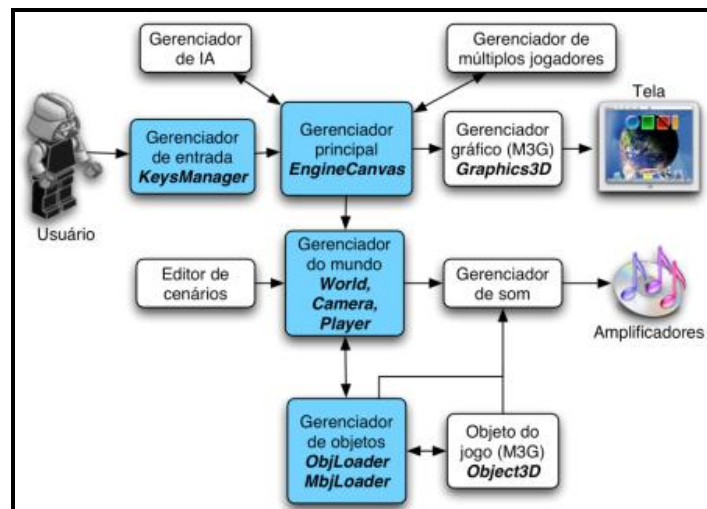 Gerenciador
de IA
Gerenciador de
múltiplos jogadores
Tela
Gerenciador
de entrada
KeysManager
Gerenciador
principal
EngineCanvas
Gerenciador
gráfico (M3G)
Graphics3D
Usuário
Editor de
cenários
Gerenciador
do mundo
World,
Camera,
Player
Gerenciador
de som
Amplificadores
Gerenciador
de objetos
ObjLoader
MbjLoader
Objeto do
jogo (M3G)
Object3D